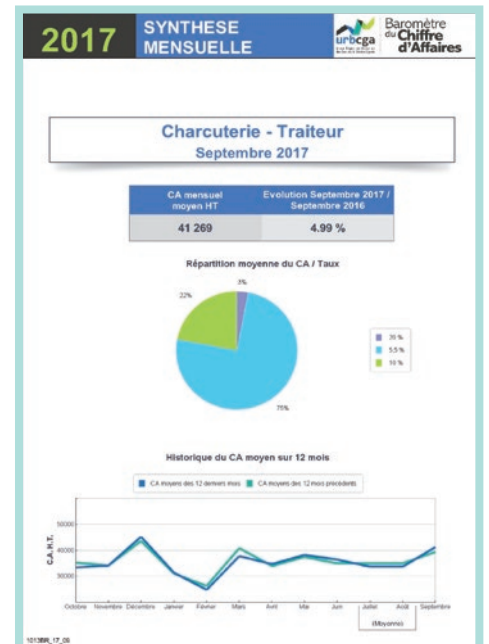 2017
SYNTHESE
MENSUELLE
urbcga
Baromètre
du Chiffre
d'Affaires
Charcuterie - Traiteur
Septembre 2017
CA mensuel
moyen HT
Evolution Septembre 2017 /
Septembre 2016
41 269
4.99 %
Répartition moyenne du CA / Taux
3%
22%
75%
20 %
5.5 %
10 %
Historique du CA moyen sur 12 mois
CA moyens des 12 derniers mois
CA moyens des 12 mois précédents
C.A. H.T.
50000
40000
30000
Octobre Novembre Décembre Janvier Février Mars Avril Mai Juin Juillet Août Septembre
(Moyenne)
1013BR_17_09